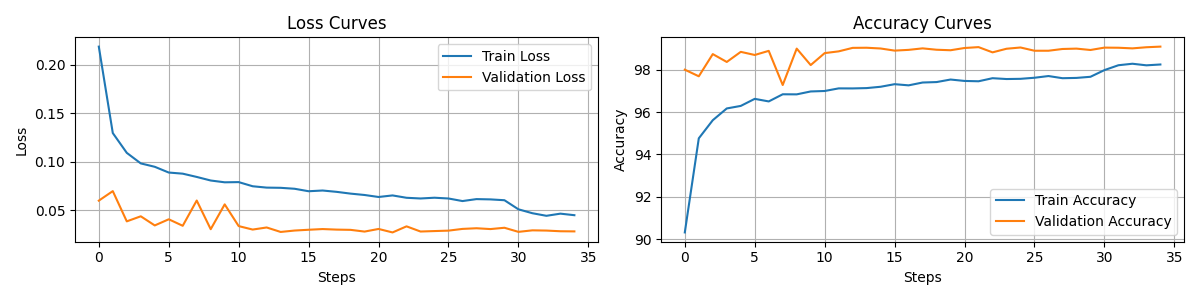 Loss Curves
Loss
0.20
0.15
0.10
0.05
Train Loss
Validation Loss
0 5 10 15 20 25 30 35
Steps
Accuracy Curves
Accuracy
98
96
94
92
90
Train Accuracy
Validation Accuracy
0 5 10 15 20 25 30 35
Steps